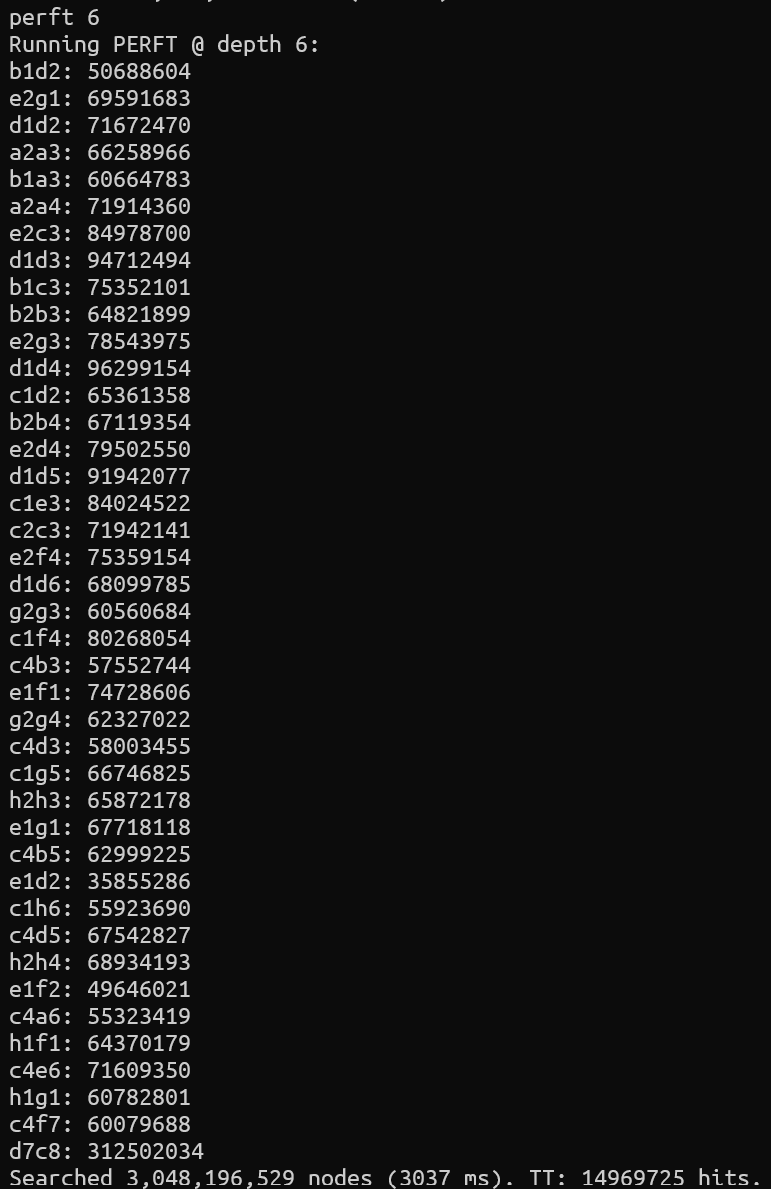 perft 6
Running PERFT @ depth 6:
b1d2: 50688604
e2g1: 69591683
d1d2: 71672470
a2a3: 66258966
b1a3: 60664783
a2a4: 71914360
e2c3: 84978700
d1d3: 94712494
b1c3: 75352101
b2b3: 64821899
e2g3: 78543975
d1d4: 96299154
c1d2: 65361358
b2b4: 67119354
e2d4: 79502550
d1d5: 91942077
c1e3: 84024522
c2c3: 71942141
e2f4: 75359154
d1d6: 68099785
g2g3: 60560684
c1f4: 80268054
c4b3: 57552744
e1f1: 74728606
g2g4: 62327022
c4d3: 58003455
c1g5: 66746825
h2h3: 65872178
e1g1: 67718118
c4b5: 62999225
e1d2: 35855286
c1h6: 55923690
c4d5: 67542827
h2h4: 68934193
e1f2: 49646021
c4a6: 55323419
h1f1: 64370179
c4e6: 71609350
h1g1: 60782801
c4f7: 60079688
d7c8: 312502034
Searched 3,048,196,529 nodes (3037 ms). TT: 14969725 hits.